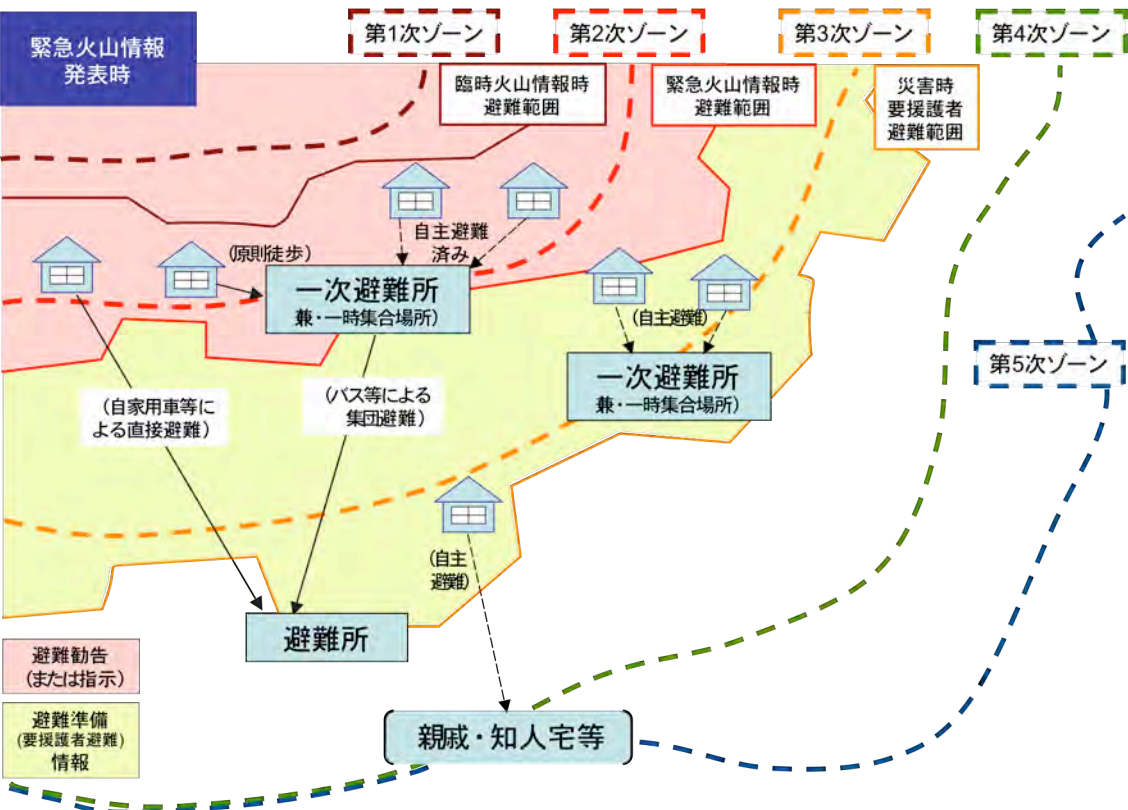 緊急火山情報
発表時
第1次ゾーン
第2次ゾーン
第3次ゾーン
第4次ゾーン
臨時火山情報時
避難範囲
緊急火山情報時
避難範囲
災害時
要援護者
避難範囲
自主避難
済み
(原則徒歩)
一次避難所
兼・一時集合場所)
(自主避難)
一次避難所
兼・一時集合場所)
第5次ゾーン
(自家用車等に
よる直接避難)
(バス等による
集団避難)
(自主
避難)
避難所
避難勧告
(または指示)
避難準備
(要援護者避難)
情報
親戚・知人宅等